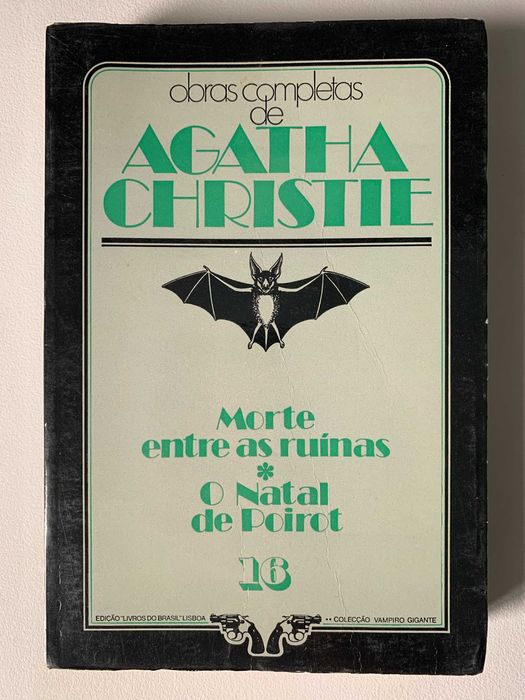 obras completas
de
AGATHA
CHRISTIE
Morte
entre as ruínas
*
O Natal
de Poirot
16
EDIÇÃO "LIVROS DO BRASIL" LISBOA
•• COLECÇÃO VAMPIRO GIGANTE